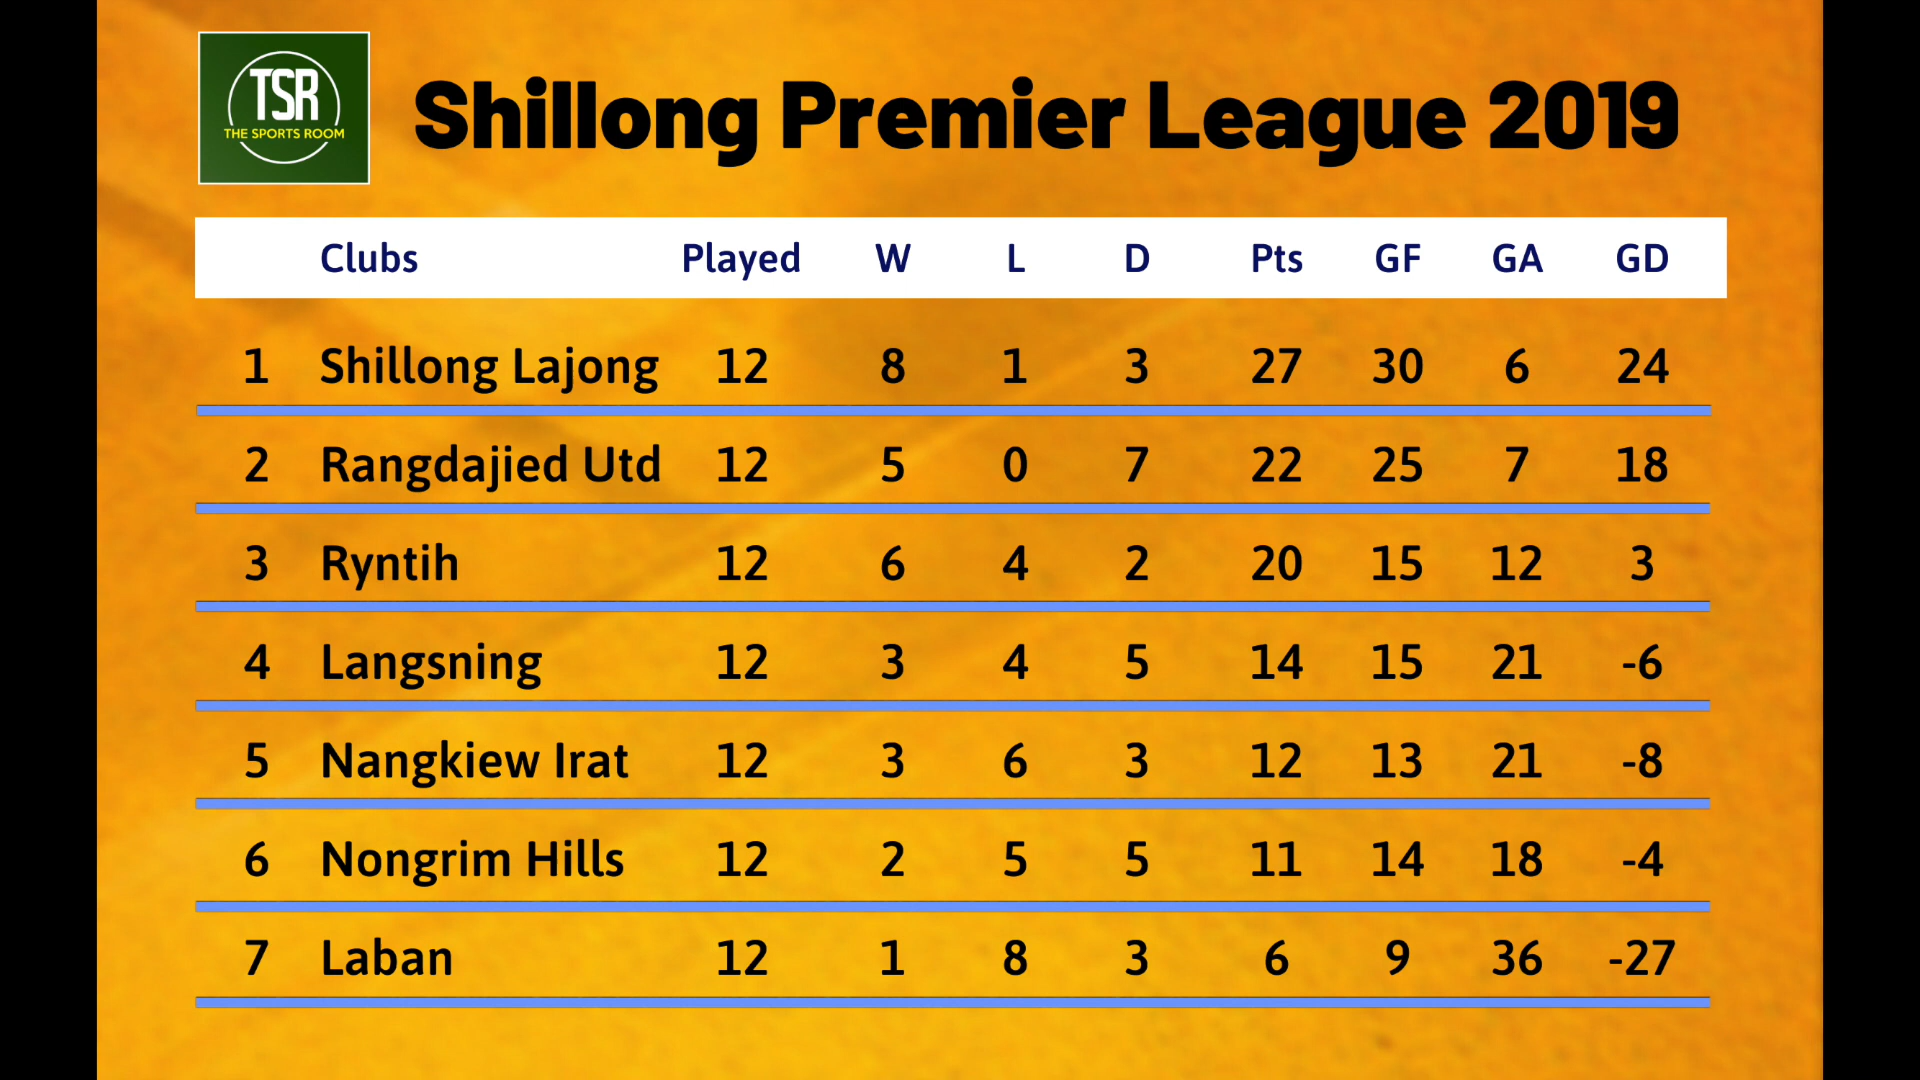 TSR
THE SPORTS ROOM
Shillong Premier League 2019
Clubs Played W L D Pts GF GA GD
1 Shillong Lajong 12 8 1 3 27 30 6 24
2 Rangdajied Utd 12 5 0 7 22 25 7 18
3 Ryntih 12 6 4 2 20 15 12 3
4 Langsning 12 3 4 5 14 15 21 -6
5 Nangkiew Irat 12 3 6 3 12 13 21 -8
6 Nongrim Hills 12 2 5 5 11 14 18 -4
7 Laban 12 1 8 3 6 9 36 -27